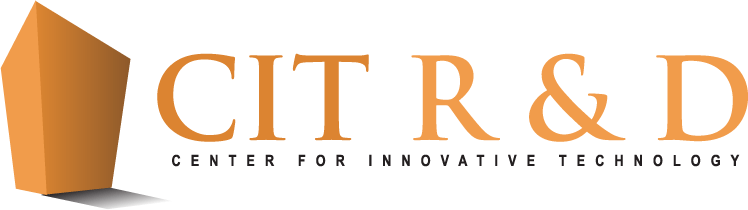 CIT R & D
CENTER FOR INNOVATIVE TECHNOLOGY